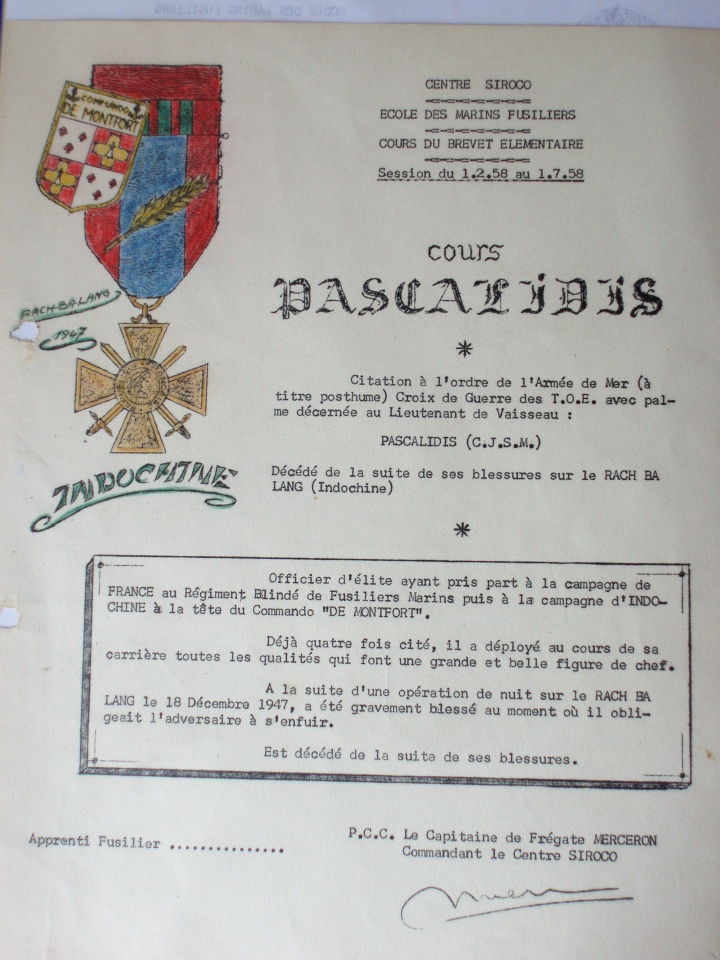 ECOLE DES MARINS FUSILIERS
CENTRE SIROCO
ECOLE DES MARINS FUSILIERS
COURS DU BREVET ELEMENTAIRE
Session du 1.2.58 au 1.7.58
COMMANDO
DE MONTFORT
cours
PASCALIDIS
RACH-BA-LANG
1947
INDOCHINE
*
Citation à l'ordre de l'Armée de Mer (à
titre posthume) Croix de Guerre des T.O.E. avec pal-
me décernée au Lieutenant de Vaisseau :
PASCALIDIS (C.J.S.M.)
Décédé de la suite de ses blessures sur le RACH BA
LANG (Indochine)
*
Officier d'élite ayant pris part à la campagne de
FRANCE au Régiment Blindé de Fusiliers Marins puis à la campagne d'INDO-
CHINE à la tête du Commando "DE MONTFORT".
Déjà quatre fois cité, il a déployé au cours de sa
carrière toutes les qualités qui font une grande et belle figure de chef.
A la suite d'une opération de nuit sur le RACH BA
LANG le 18 Décembre 1947, a été gravement blessé au moment où il obli-
geait l'adversaire à s'enfuir.
Est décédé de la suite de ses blessures.
Apprenti Fusilier ...............
P.C.C. Le Capitaine de Frégate MERCERON
Commandant le Centre SIROCO